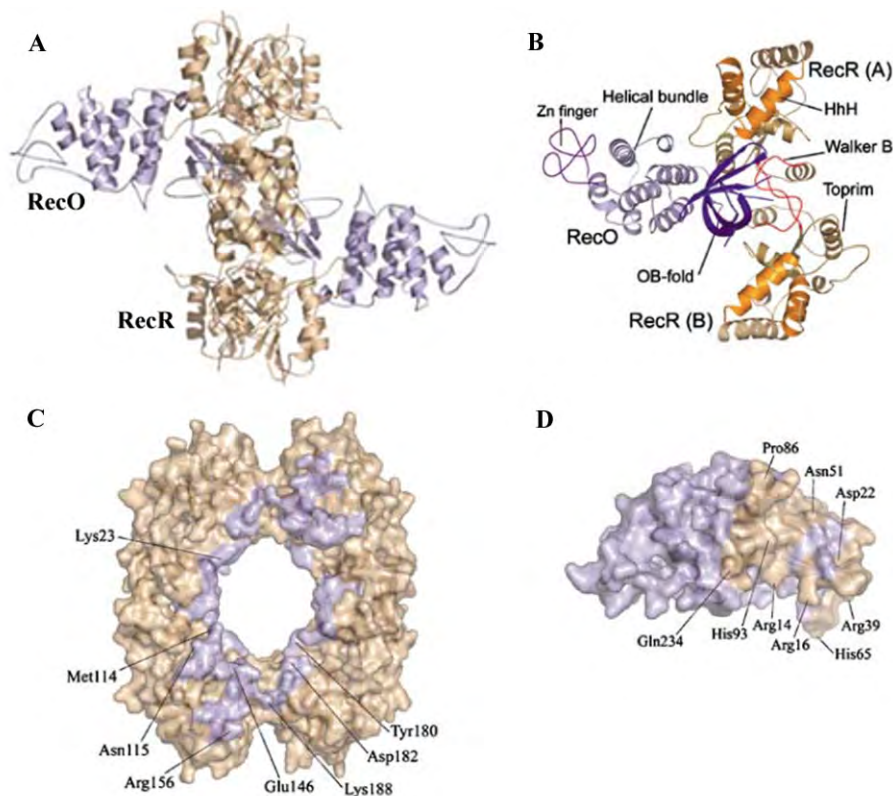 A
RecO
RecR
B
RecR (A)
Helical bundle
HhH
Zn finger
Walker B
Toprim
RecO
OB-fold
RecR (B)
C
Lys23
Met114
Asn115
Arg156
Glu146
Lys188
Asp182
Tyr180
D
Pro86
Asn51
Asp22
Gln234
His93
Arg14
Arg16
Arg39
His65